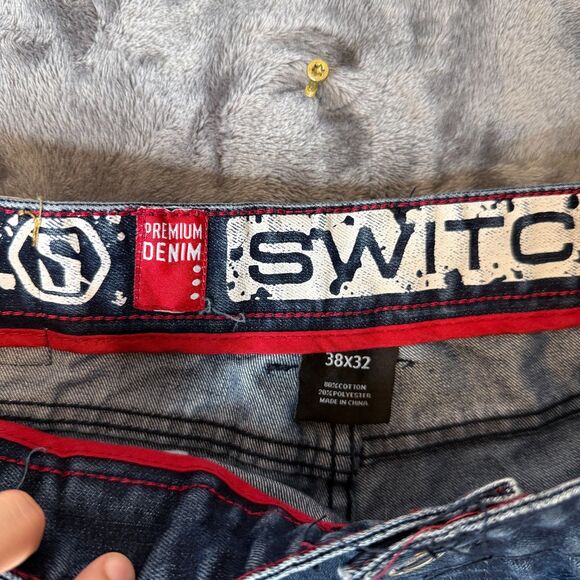 S
PREMIUM
DENIM
SWITC
38X32
80%COTTON
20%POLYESTER
MADE IN CHINA